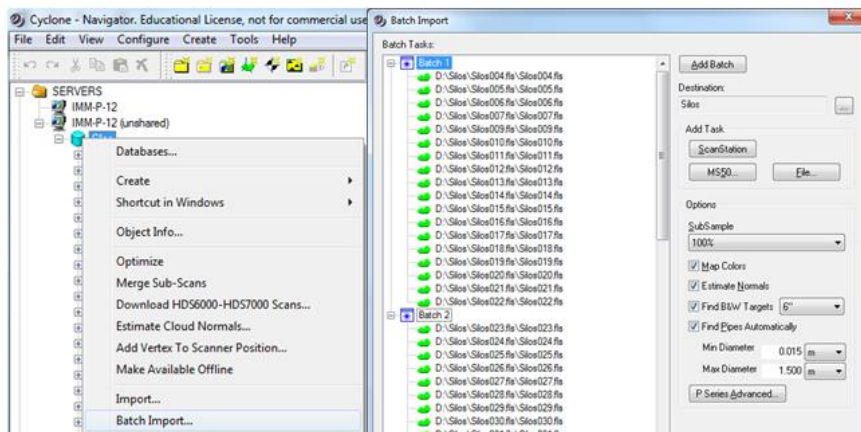 Cyclone - Navigator. Educational License, not for commercial use
File Edit View Configure Create Tools Help
SERVERS
IMM-P-12
IMM-P-12 (unshared)
Silos
Databases...
Create
Shortcut in Windows
Object Info...
Optimize
Merge Sub-Scans
Download HDS6000-HDS7000 Scans...
Estimate Cloud Normals...
Add Vertex To Scanner Position...
Make Available Offline
Import...
Batch Import...
Batch Import
Batch Tasks:
Batch 1
D:\Silos\Silos004.fls\Silos004.fls
D:\Silos\Silos005.fls\Silos005.fls
D:\Silos\Silos006.fls\Silos006.fls
D:\Silos\Silos007.fls\Silos007.fls
D:\Silos\Silos009.fls\Silos009.fls
D:\Silos\Silos010.fls\Silos010.fls
D:\Silos\Silos011.fls\Silos011.fls
D:\Silos\Silos012.fls\Silos012.fls
D:\Silos\Silos013.fls\Silos013.fls
D:\Silos\Silos014.fls\Silos014.fls
D:\Silos\Silos015.fls\Silos015.fls
D:\Silos\Silos016.fls\Silos016.fls
D:\Silos\Silos017.fls\Silos017.fls
D:\Silos\Silos018.fls\Silos018.fls
D:\Silos\Silos019.fls\Silos019.fls
D:\Silos\Silos020.fls\Silos020.fls
D:\Silos\Silos021.fls\Silos021.fls
D:\Silos\Silos022.fls\Silos022.fls
Batch 2
D:\Silos\Silos023.fls\Silos023.fls
D:\Silos\Silos024.fls\Silos024.fls
D:\Silos\Silos025.fls\Silos025.fls
D:\Silos\Silos026.fls\Silos026.fls
D:\Silos\Silos027.fls\Silos027.fls
D:\Silos\Silos028.fls\Silos028.fls
D:\Silos\Silos029.fls\Silos029.fls
D:\Silos\Silos030.fls\Silos030.fls
Add Batch
Destination:
Silos
...
Add Task
ScanStation
MS50... File...
Options
SubSample
100%
Map Colors
Estimate Normals
Find B&W Targets 6"
Find Pipes Automatically
Min Diameter 0.015 m
Max Diameter 1.500 m
P Series Advanced...